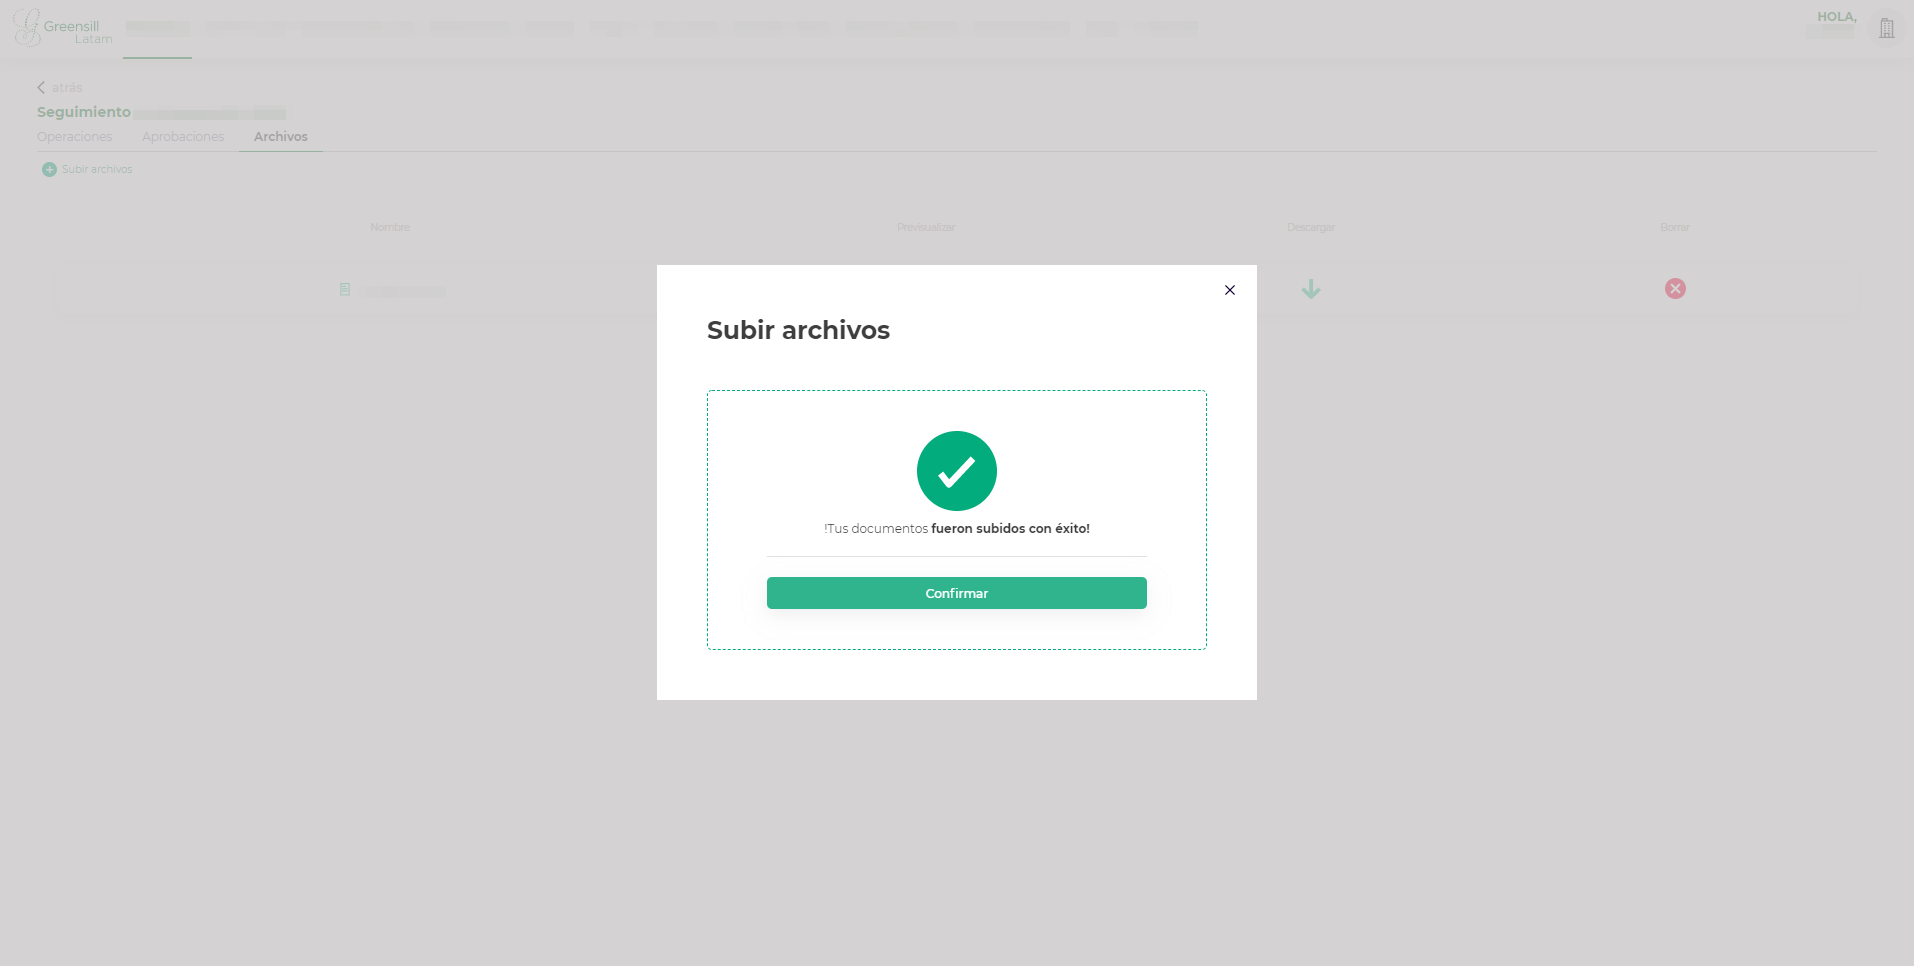 Greensill
Latam
HOLA,
atrás
Seguimiento
Operaciones Aprobaciones Archivos
Subir archivos
Nombre Previsualizar Descargar Borrar
Subir archivos
!Tus documentos fueron subidos con éxito!
Confirmar